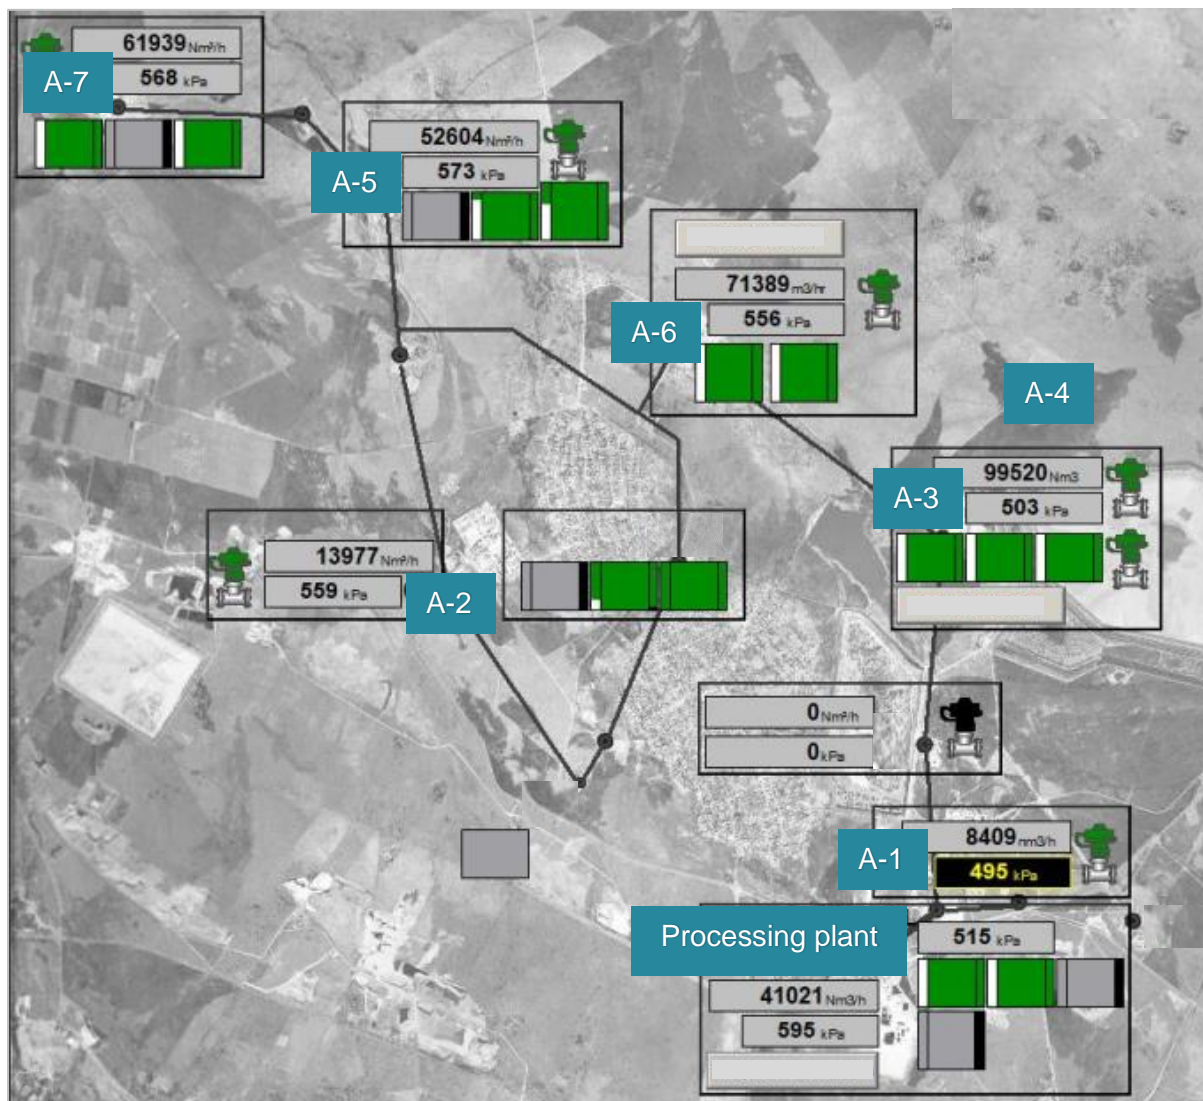 61939 Nm³/h
A-7
568 kPa
52604 Nm³/h
573 kPa
A-5
71389 m3/hr
556 kPa
A-6
A-4
99520 Nm3
A-3
503 kPa
13977 Nm³/h
559 kPa
A-2
0 Nm³/h
0 kPa
8409 nm3/h
A-1
495 kPa
Processing plant
515 kPa
41021 Nm3/h
595 kPa